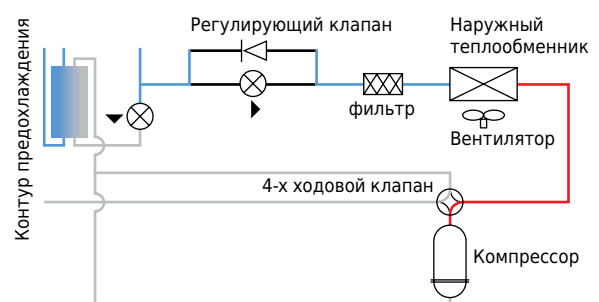 Регулирующий клапан
Наружный
теплообменник
Контур предохлаждения
фильтр
Вентилятор
4-х ходовой клапан
Компрессор